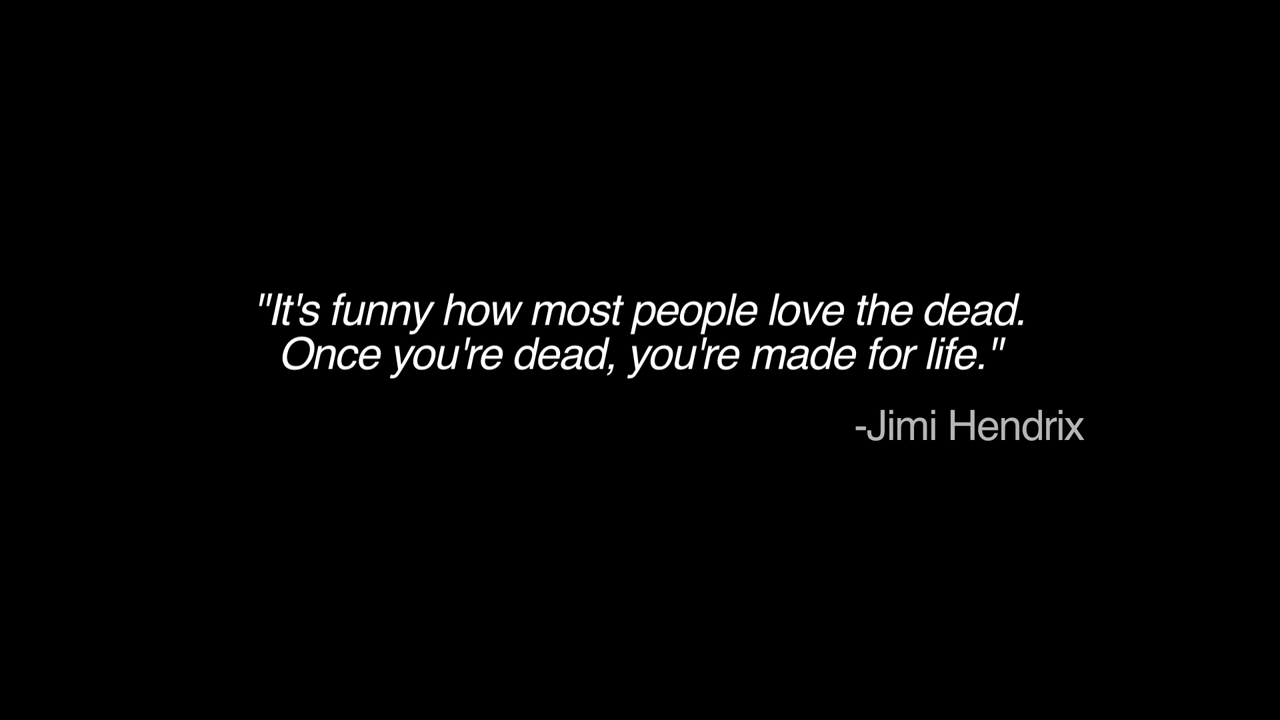 "It's funny how most people love the dead.
Once you're dead, you're made for life."
-Jimi Hendrix